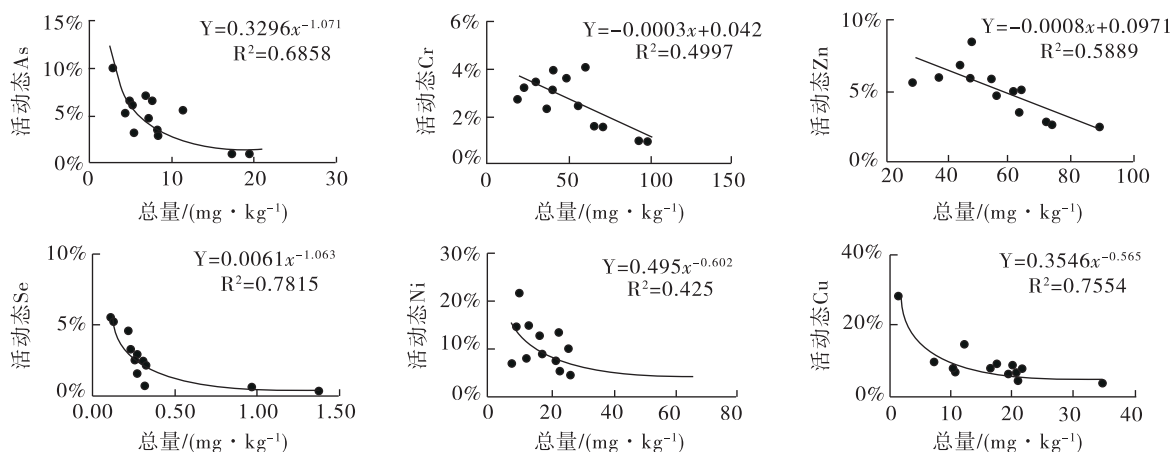 活动态As
15%
10%
5%
0%
0
10
20
30
Y=0.3296x⁻¹·⁰⁷¹
R²=0.6858
总量/(mg·kg⁻¹)
活动态Cr
6%
4%
2%
0%
0
50
100
150
Y=−0.0003x+0.042
R²=0.4997
总量/(mg·kg⁻¹)
活动态Zn
10%
5%
0%
20
40
60
80
100
Y=−0.0008x+0.0971
R²=0.5889
总量/(mg·kg⁻¹)
活动态Se
10%
5%
0%
0.00
0.50
1.00
1.50
Y=0.0061x⁻¹·⁰⁶³
R²=0.7815
总量/(mg·kg⁻¹)
活动态Ni
30%
20%
10%
0%
0
20
40
60
80
Y=0.495x⁻⁰·⁶⁰²
R²=0.425
总量/(mg·kg⁻¹)
活动态Cu
40%
20%
0%
0
10
20
30
40
Y=0.3546x⁻⁰·⁵⁶⁵
R²=0.7554
总量/(mg·kg⁻¹)